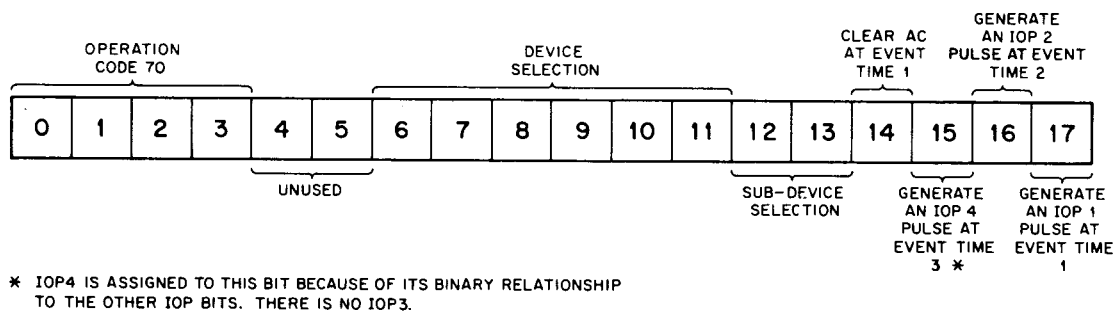 OPERATION
CODE 70
DEVICE
SELECTION
CLEAR AC
AT EVENT
TIME 1
GENERATE
AN IOP 2
PULSE AT EVENT
TIME 2
0 1 2 3 4 5 6 7 8 9 10 11 12 13 14 15 16 17
UNUSED
SUB-DEVICE
SELECTION
GENERATE
AN IOP 4
PULSE AT
EVENT TIME
3 *
GENERATE
AN IOP 1
PULSE AT
EVENT TIME
1
* IOP4 IS ASSIGNED TO THIS BIT BECAUSE OF ITS BINARY RELATIONSHIP
TO THE OTHER IOP BITS. THERE IS NO IOP3.